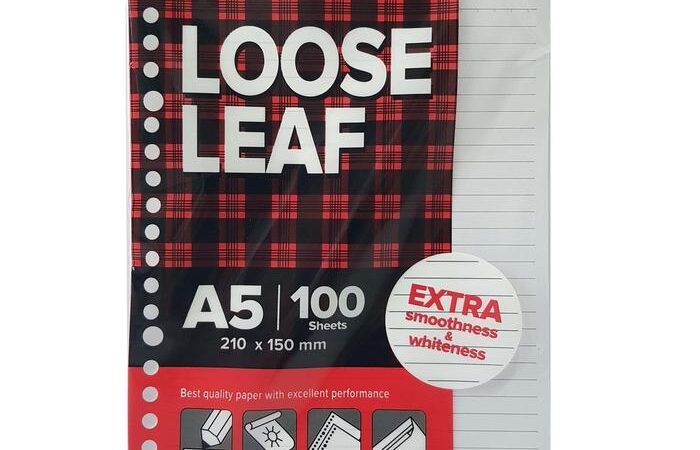 LOOSE
LEAF
A5 | 100
Sheets
210 x 150 mm
EXTRA
smoothness
&
whiteness
Best quality paper with excellent performance